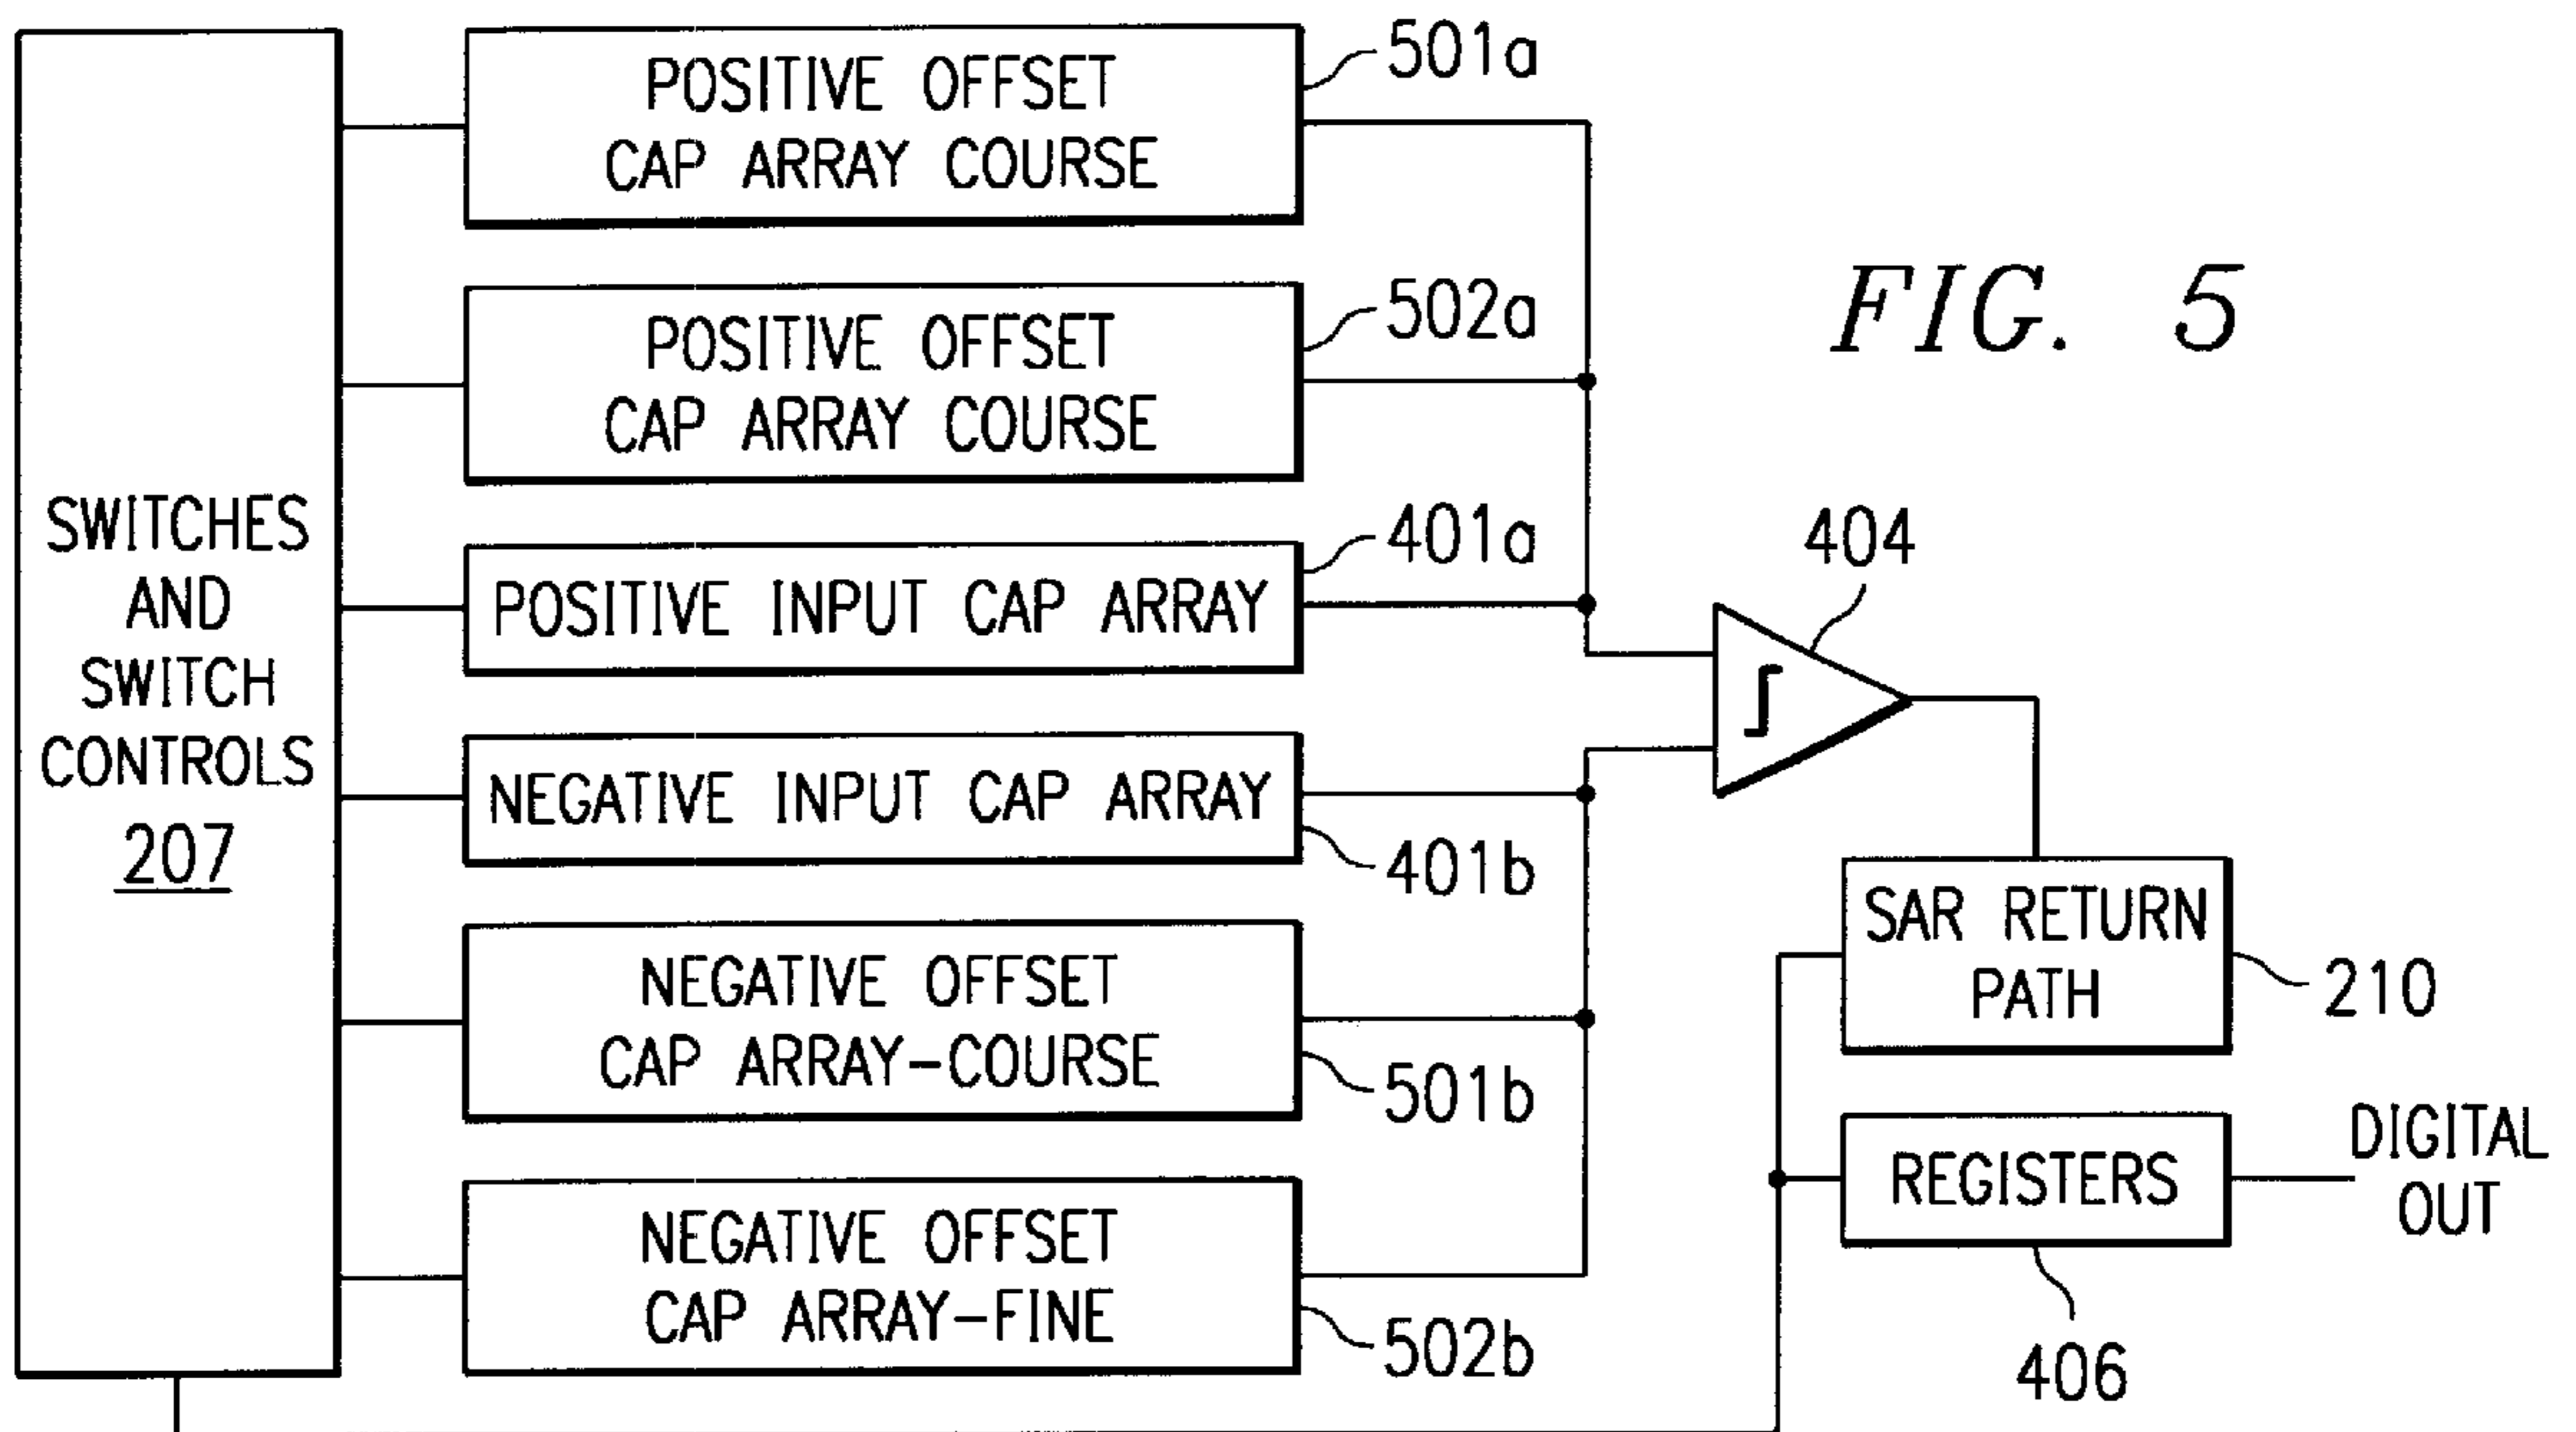 POSITIVE OFFSET
CAP ARRAY COURSE
501a
POSITIVE OFFSET
CAP ARRAY COURSE
502a
FIG. 5
POSITIVE INPUT CAP ARRAY
401a
SWITCHES
AND
SWITCH
CONTROLS
207
404
NEGATIVE INPUT CAP ARRAY
401b
NEGATIVE OFFSET
CAP ARRAY-COURSE
501b
SAR RETURN
PATH
210
NEGATIVE OFFSET
CAP ARRAY-FINE
502b
REGISTERS
406
DIGITAL
OUT